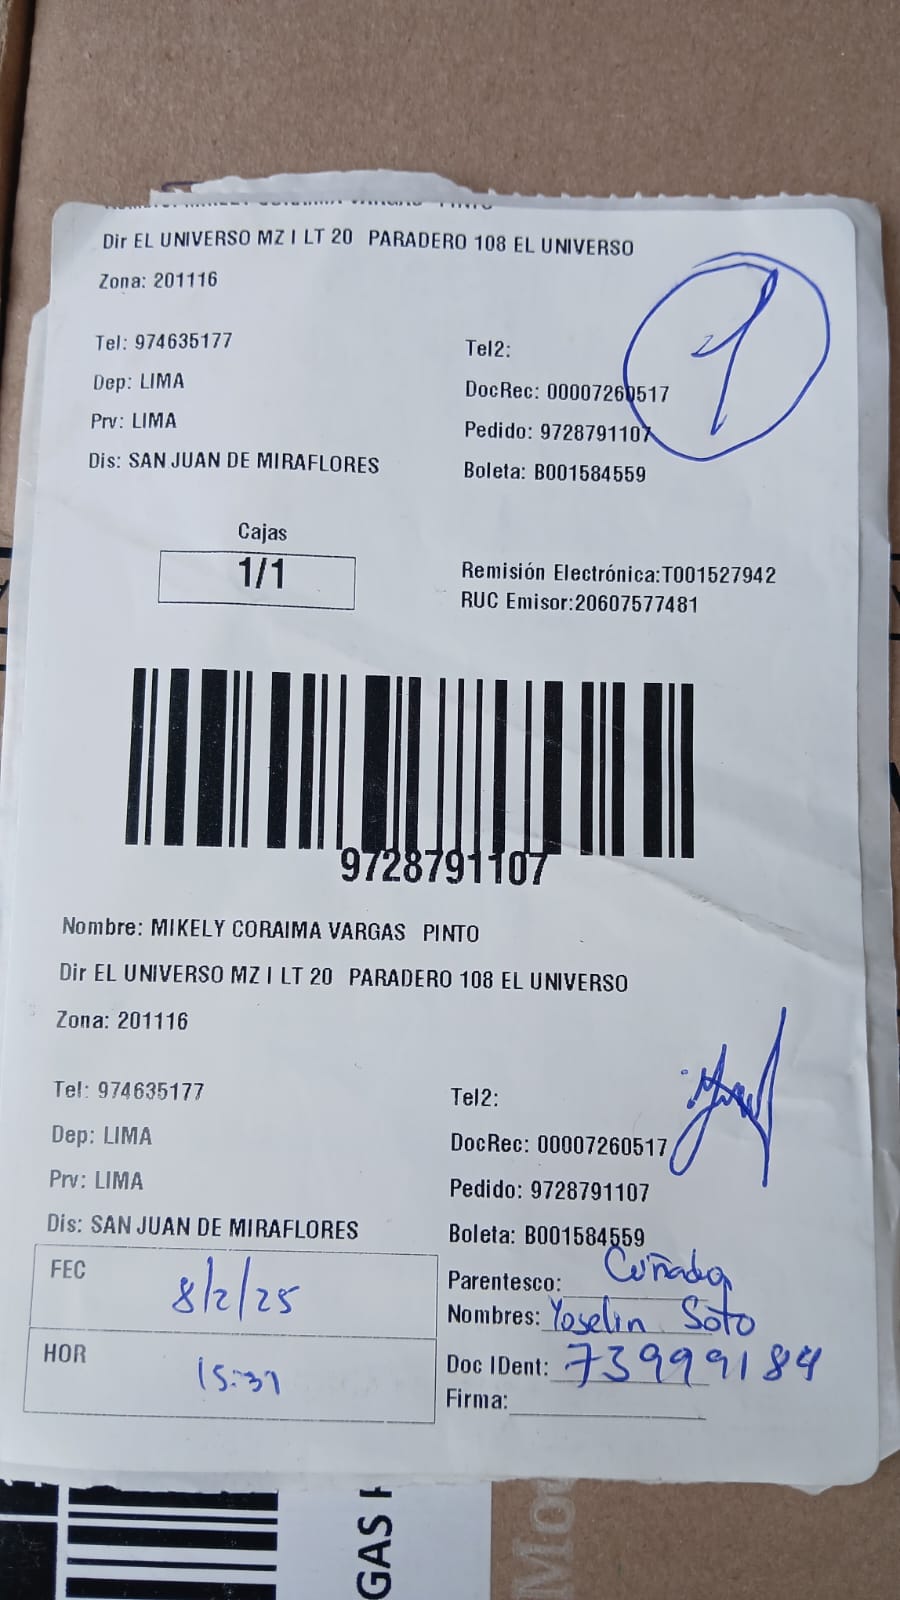 Dir EL UNIVERSO MZ I LT 20 PARADERO 108 EL UNIVERSO
Zona: 201116
Tel: 974635177
Tel2:
Dep: LIMA
DocRec: 00007260517
Prv: LIMA
Pedido: 9728791107
Dis: SAN JUAN DE MIRAFLORES
Boleta: B001584559
1
Cajas
1/1
Remisión Electrónica:T001527942
RUC Emisor:20607577481
9728791107
Nombre: MIKELY CORAIMA VARGAS PINTO
Dir EL UNIVERSO MZ I LT 20 PARADERO 108 EL UNIVERSO
Zona: 201116
Tel: 974635177
Tel2:
Dep: LIMA
DocRec: 00007260517
Prv: LIMA
Pedido: 9728791107
Dis: SAN JUAN DE MIRAFLORES
Boleta: B001584559
FEC 8/2/25
Parentesco: Cuñada
Nombres: Yoselin Soto
HOR 15:37
Doc IDent: 73999184
Firma:
GAS
Mo